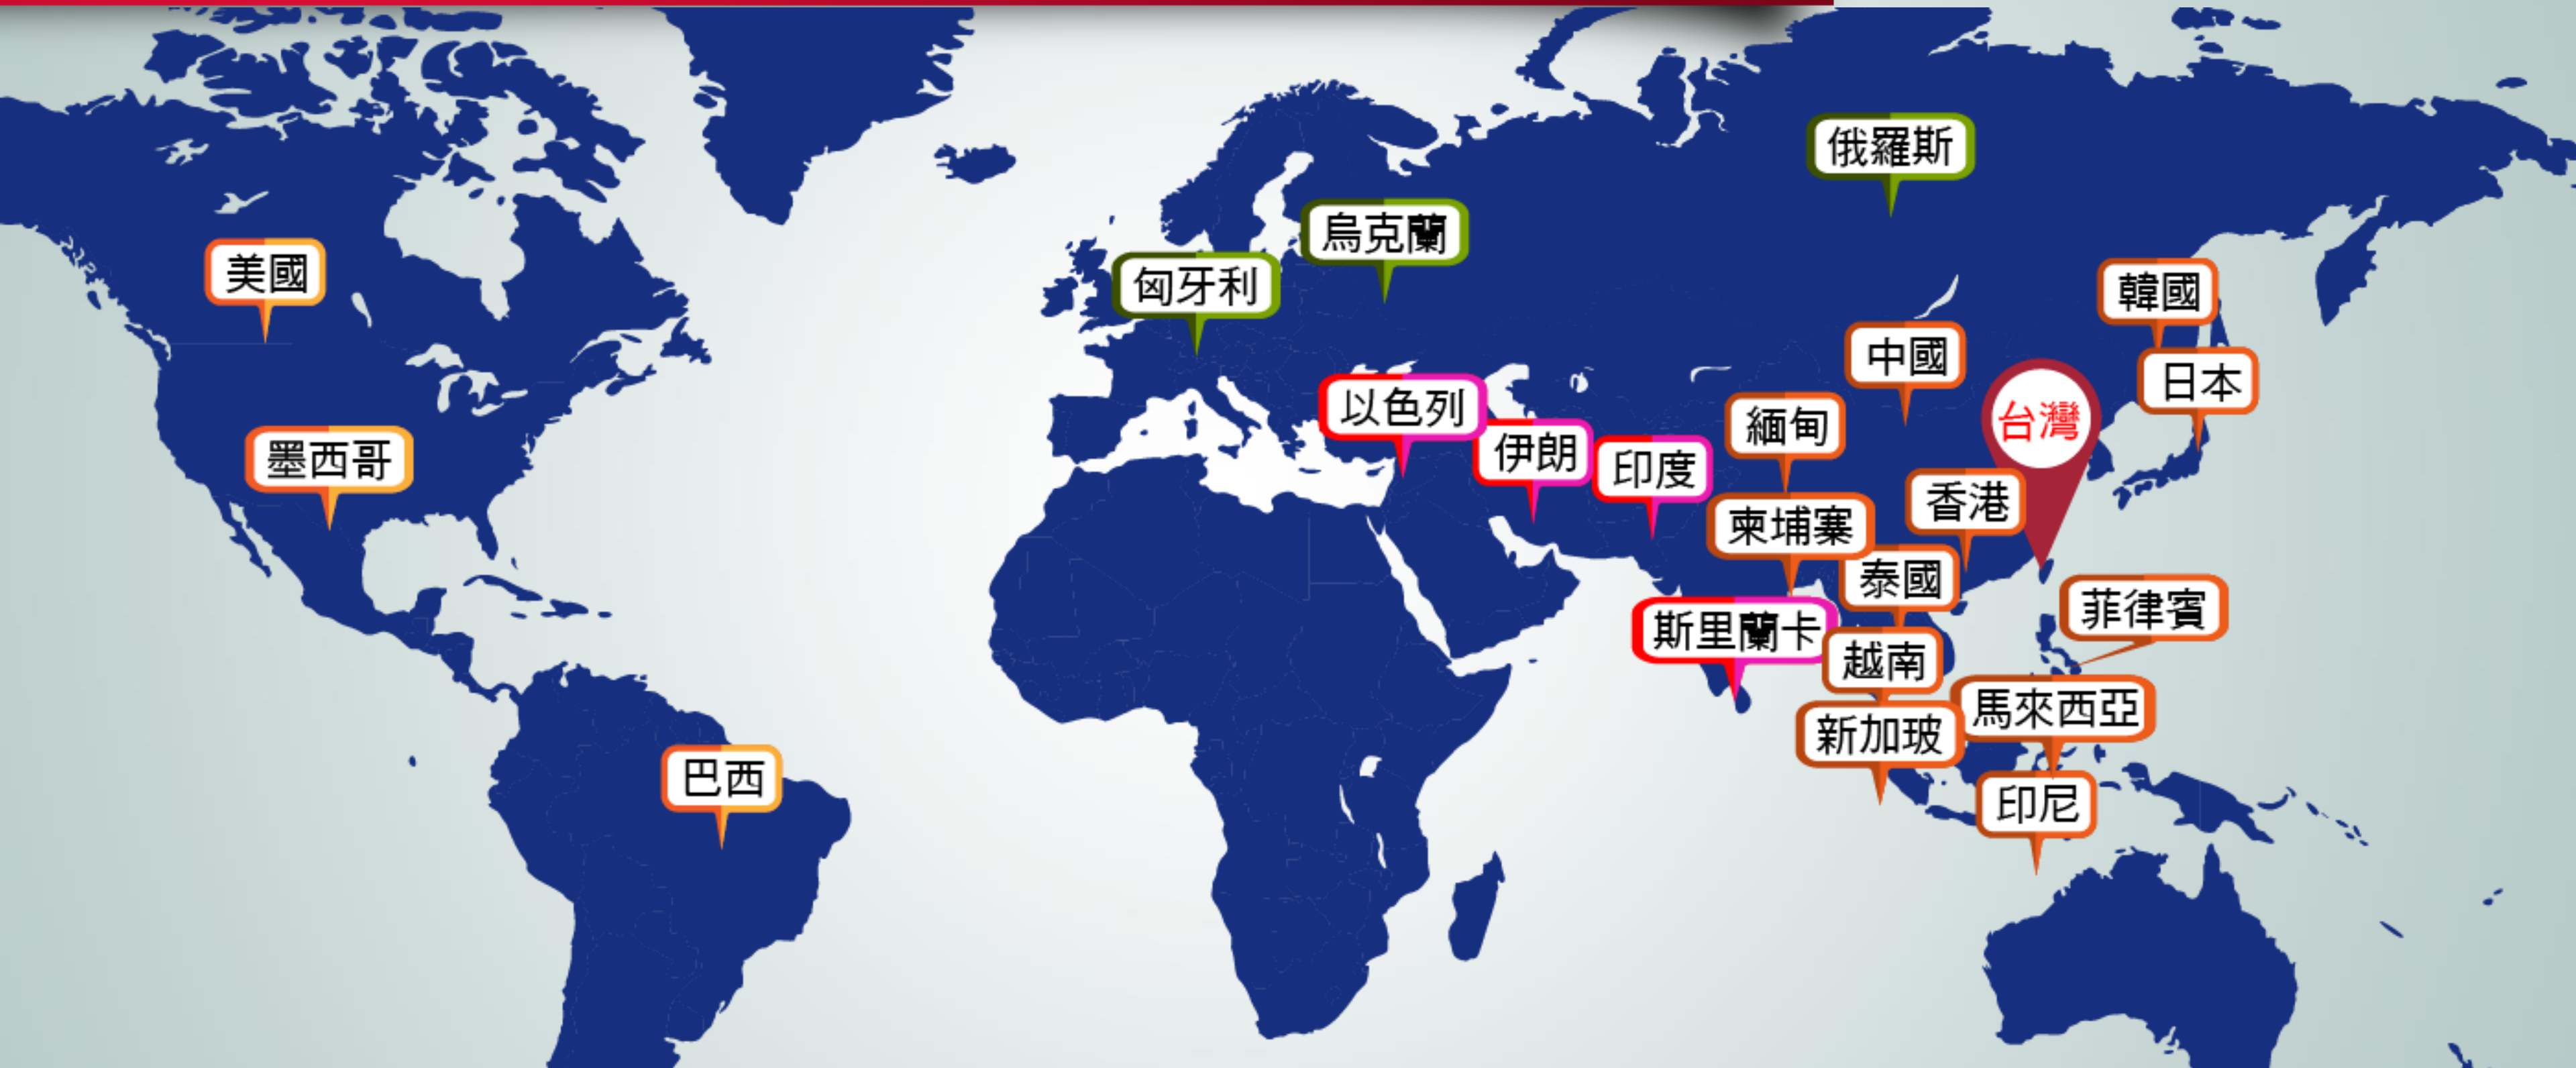 俄羅斯
烏克蘭
匈牙利
美國
韓國
中國
日本
以色列
台灣
緬甸
伊朗
墨西哥
印度
香港
柬埔寨
泰國
菲律賓
斯里蘭卡
越南
馬來西亞
新加玻
巴西
印尼